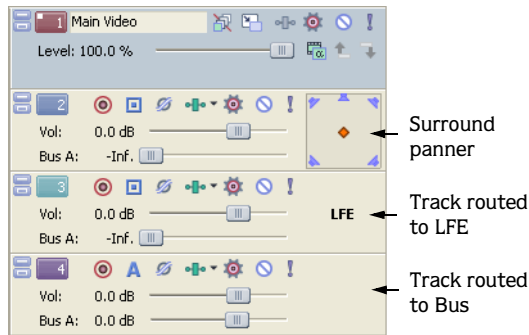 1 Main Video
Level: 100.0 %
2
Vol: 0.0 dB
Bus A: -Inf.
Surround
panner
3
Vol: 0.0 dB
Bus A: -Inf.
LFE
Track routed
to LFE
4
A
Vol: 0.0 dB
Bus A: 0.0 dB
Track routed
to Bus